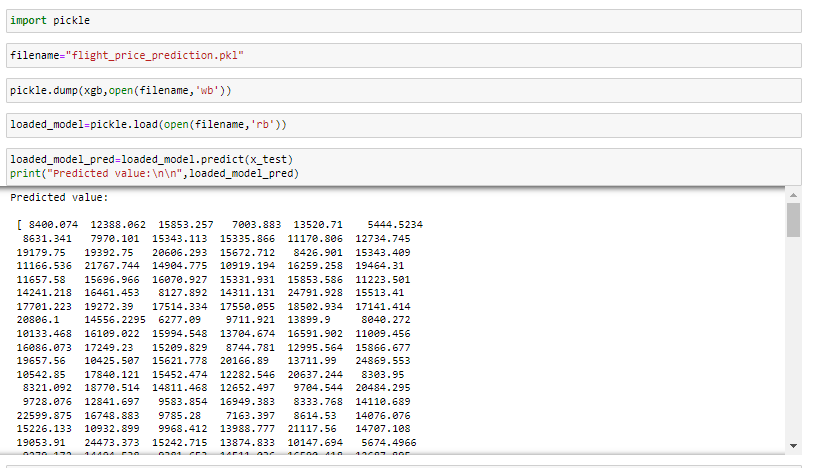 import pickle
filename="flight_price_prediction.pkl"
pickle.dump(xgb,open(filename,'wb'))
loaded_model=pickle.load(open(filename,'rb'))
loaded_model_pred=loaded_model.predict(x_test)
print("Predicted value:\n\n",loaded_model_pred)
Predicted value:
[ 8400.074 12388.062 15853.257 7003.883 13520.71 5444.5234
8631.341 7970.101 15343.113 15335.866 11170.806 12734.745
19179.75 19392.75 20606.293 15672.712 8426.901 15343.409
11166.536 21767.744 14904.775 10919.194 16259.258 19464.31
11657.58 15696.966 16070.927 15331.931 15853.586 11223.501
14241.218 16461.453 8127.892 14311.131 24791.928 15513.41
17701.223 19272.39 17514.334 17550.055 18502.934 17141.414
20806.1 14556.2295 6277.09 9711.921 13899.9 8040.272
10133.468 16109.022 15994.548 13704.674 16591.902 11009.456
16086.073 17249.23 15209.829 8744.781 12995.564 15866.677
19657.56 10425.507 15621.778 20166.89 13711.99 24869.553
10542.85 17840.121 15452.474 12282.546 20637.244 8303.95
8321.092 18770.514 14811.468 12652.497 9704.544 20484.295
9728.076 12841.697 9583.854 16949.383 8333.768 14110.689
22599.875 16748.883 9785.28 7163.397 8614.53 14076.076
15226.133 10932.899 9968.412 13988.777 21117.56 14707.108
19053.91 24473.373 15242.715 13874.833 10147.694 5674.4966